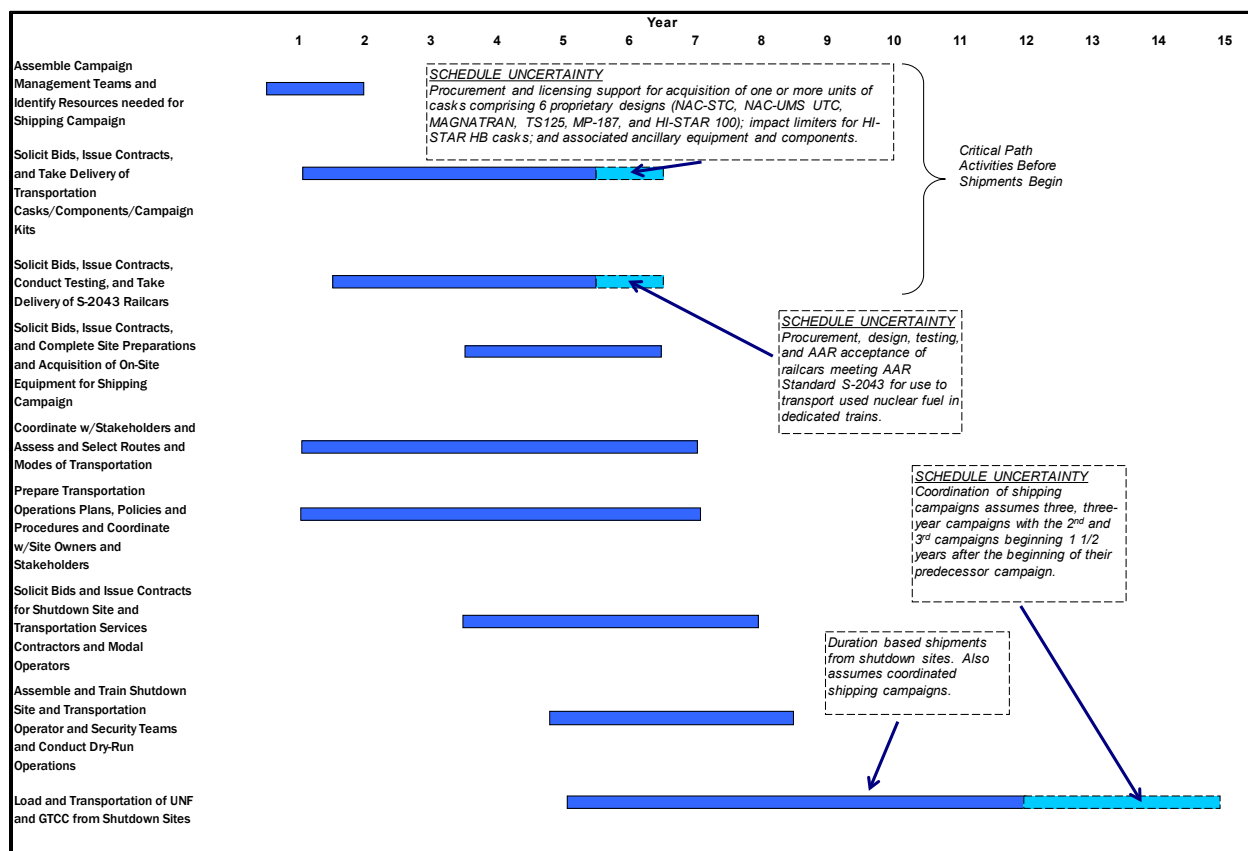 Year
1 2 3 4 5 6 7 8 9 10 11 12 13 14 15
Assemble Campaign
Management Teams and
Identify Resources needed for
Shipping Campaign
SCHEDULE UNCERTAINTY
Procurement and licensing support for acquisition of one or more units of
casks comprising 6 proprietary designs (NAC-STC, NAC-UMS UTC,
MAGNATRAN, TS125, MP-187, and HI-STAR 100); impact limiters for HI-
STAR HB casks; and associated ancillary equipment and components.
Critical Path
Activities Before
Shipments Begin
Solicit Bids, Issue Contracts,
and Take Delivery of
Transportation
Casks/Components/Campaign
Kits
Solicit Bids, Issue Contracts,
Conduct Testing, and Take
Delivery of S-2043 Railcars
SCHEDULE UNCERTAINTY
Procurement, design, testing,
and AAR acceptance of
railcars meeting AAR
Standard S-2043 for use to
transport used nuclear fuel in
dedicated trains.
Solicit Bids, Issue Contracts,
and Complete Site Preparations
and Acquisition of On-Site
Equipment for Shipping
Campaign
Coordinate w/Stakeholders and
Assess and Select Routes and
Modes of Transportation
SCHEDULE UNCERTAINTY
Coordination of shipping
campaigns assumes three, three-
year campaigns with the 2nd and
3rd campaigns beginning 1 1/2
years after the beginning of their
predecessor campaign.
Prepare Transportation
Operations Plans, Policies and
Procedures and Coordinate
w/Site Owners and
Stakeholders
Solicit Bids and Issue Contracts
for Shutdown Site and
Transportation Services
Contractors and Modal
Operators
Duration based shipments
from shutdown sites. Also
assumes coordinated
shipping campaigns.
Assemble and Train Shutdown
Site and Transportation
Operator and Security Teams
and Conduct Dry-Run
Operations
Load and Transportation of UNF
and GTCC from Shutdown Sites